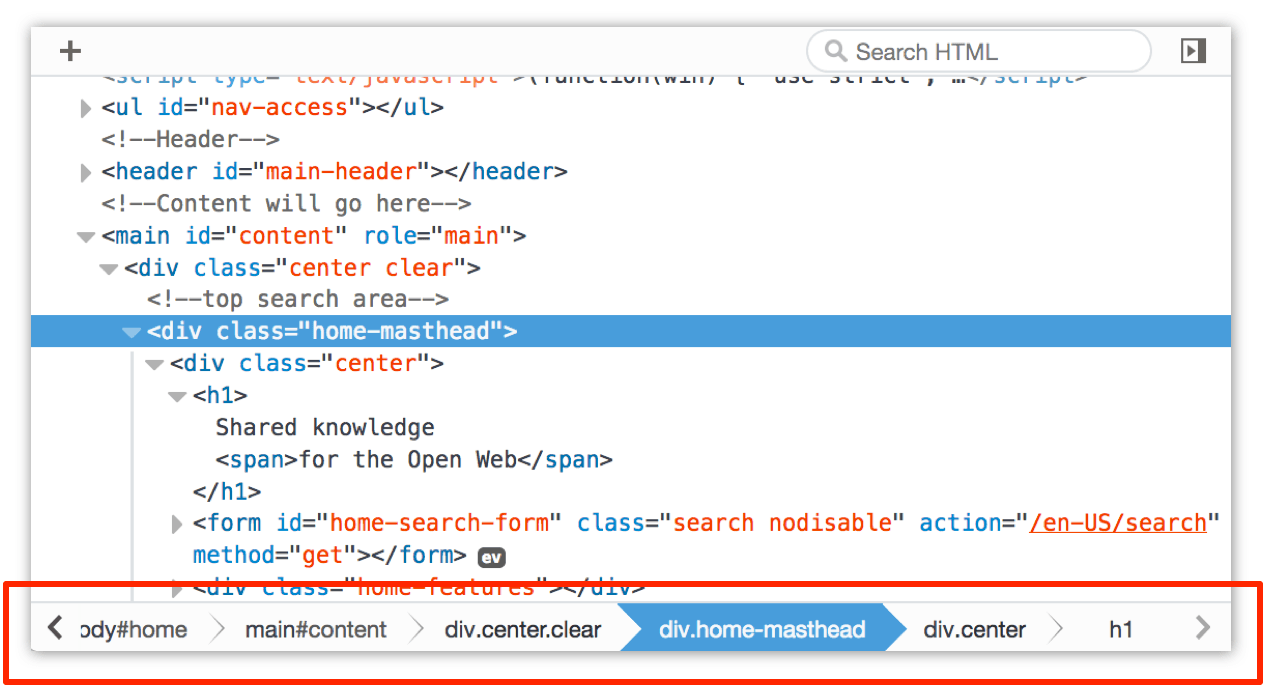 Search HTML
<script type="text/javascript">(function(win) { 'use strict'; …</script>
<ul id="nav-access"></ul>
<!--Header-->
<header id="main-header"></header>
<!--Content will go here-->
<main id="content" role="main">
<div class="center clear">
<!--top search area-->
<div class="home-masthead">
<div class="center">
<h1>
Shared knowledge
<span>for the Open Web</span>
</h1>
<form id="home-search-form" class="search nodisable" action="/en-US/search"
method="get"></form> ev
<div class="home-features"></div>
ody#home main#content div.center.clear div.home-masthead div.center h1